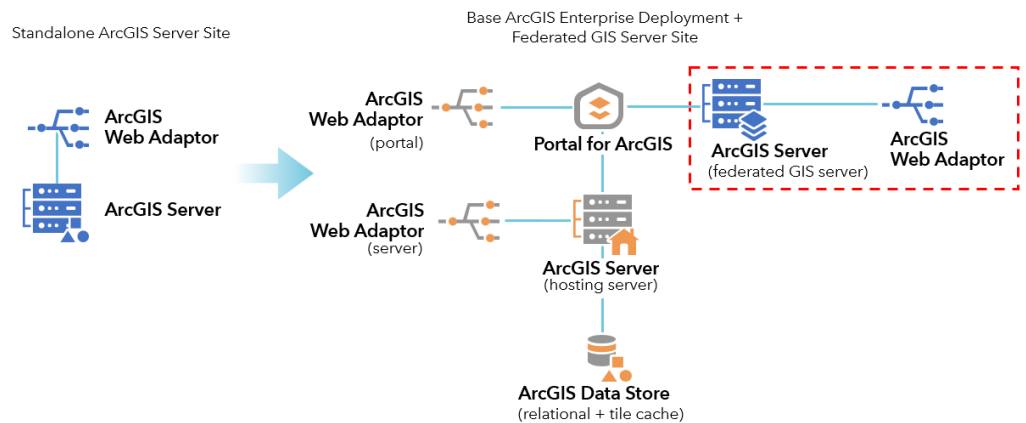 Standalone ArcGIS Server Site
Base ArcGIS Enterprise Deployment +
Federated GIS Server Site
ArcGIS
Web Adaptor
ArcGIS Server
ArcGIS
Web Adaptor
(portal)
Portal for ArcGIS
ArcGIS Server
(federated GIS server)
ArcGIS
Web Adaptor
ArcGIS
Web Adaptor
(server)
ArcGIS Server
(hosting server)
ArcGIS Data Store
(relational + tile cache)